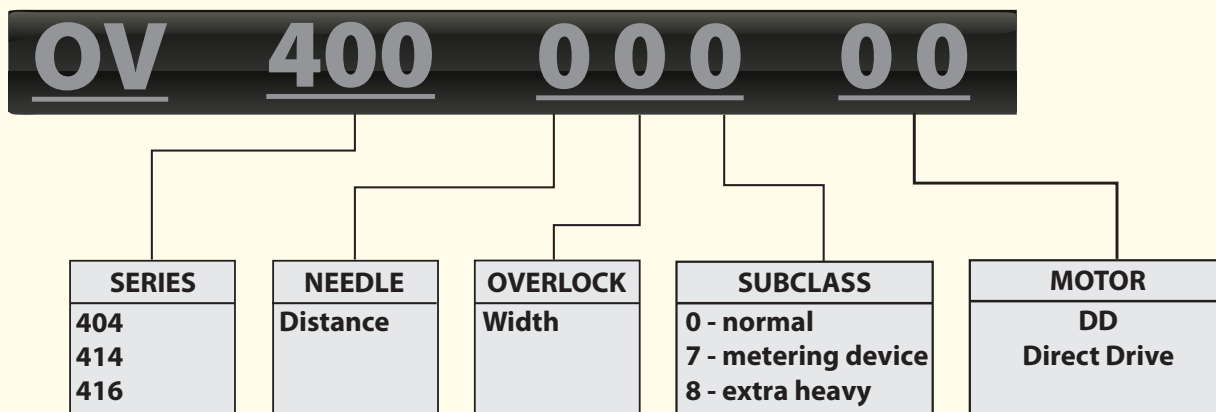 OV 400 0 0 0 0 0
SERIES
404
414
416
NEEDLE
Distance
OVERLOCK
Width
SUBCLASS
0 - normal
7 - metering device
8 - extra heavy
MOTOR
DD
Direct Drive